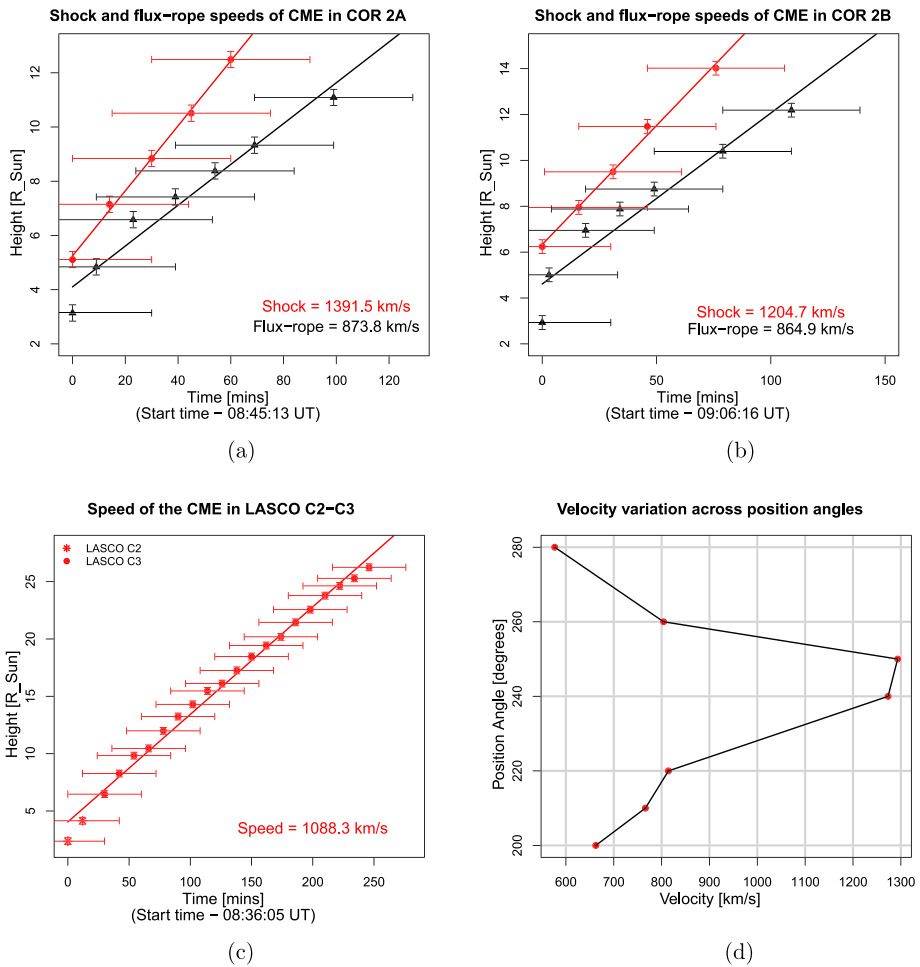 Shock and flux−rope speeds of CME in COR 2A
Height [R_Sun]
2
4
6
8
10
12
Shock = 1391.5 km/s
Flux−rope = 873.8 km/s
0 20 40 60 80 100 120
Time [mins]
(Start time − 08:45:13 UT)
(a)
Shock and flux−rope speeds of CME in COR 2B
Height [R_Sun]
2
4
6
8
10
12
14
Shock = 1204.7 km/s
Flux−rope = 864.9 km/s
0 50 100 150
Time [mins]
(Start time − 09:06:16 UT)
(b)
Speed of the CME in LASCO C2−C3
LASCO C2
LASCO C3
Height [R_Sun]
5
10
15
20
25
Speed = 1088.3 km/s
0 50 100 150 200 250
Time [mins]
(Start time − 08:36:05 UT)
(c)
Velocity variation across position angles
Position Angle [degrees]
200
220
240
260
280
600 700 800 900 1000 1100 1200 1300
Velocity [km/s]
(d)